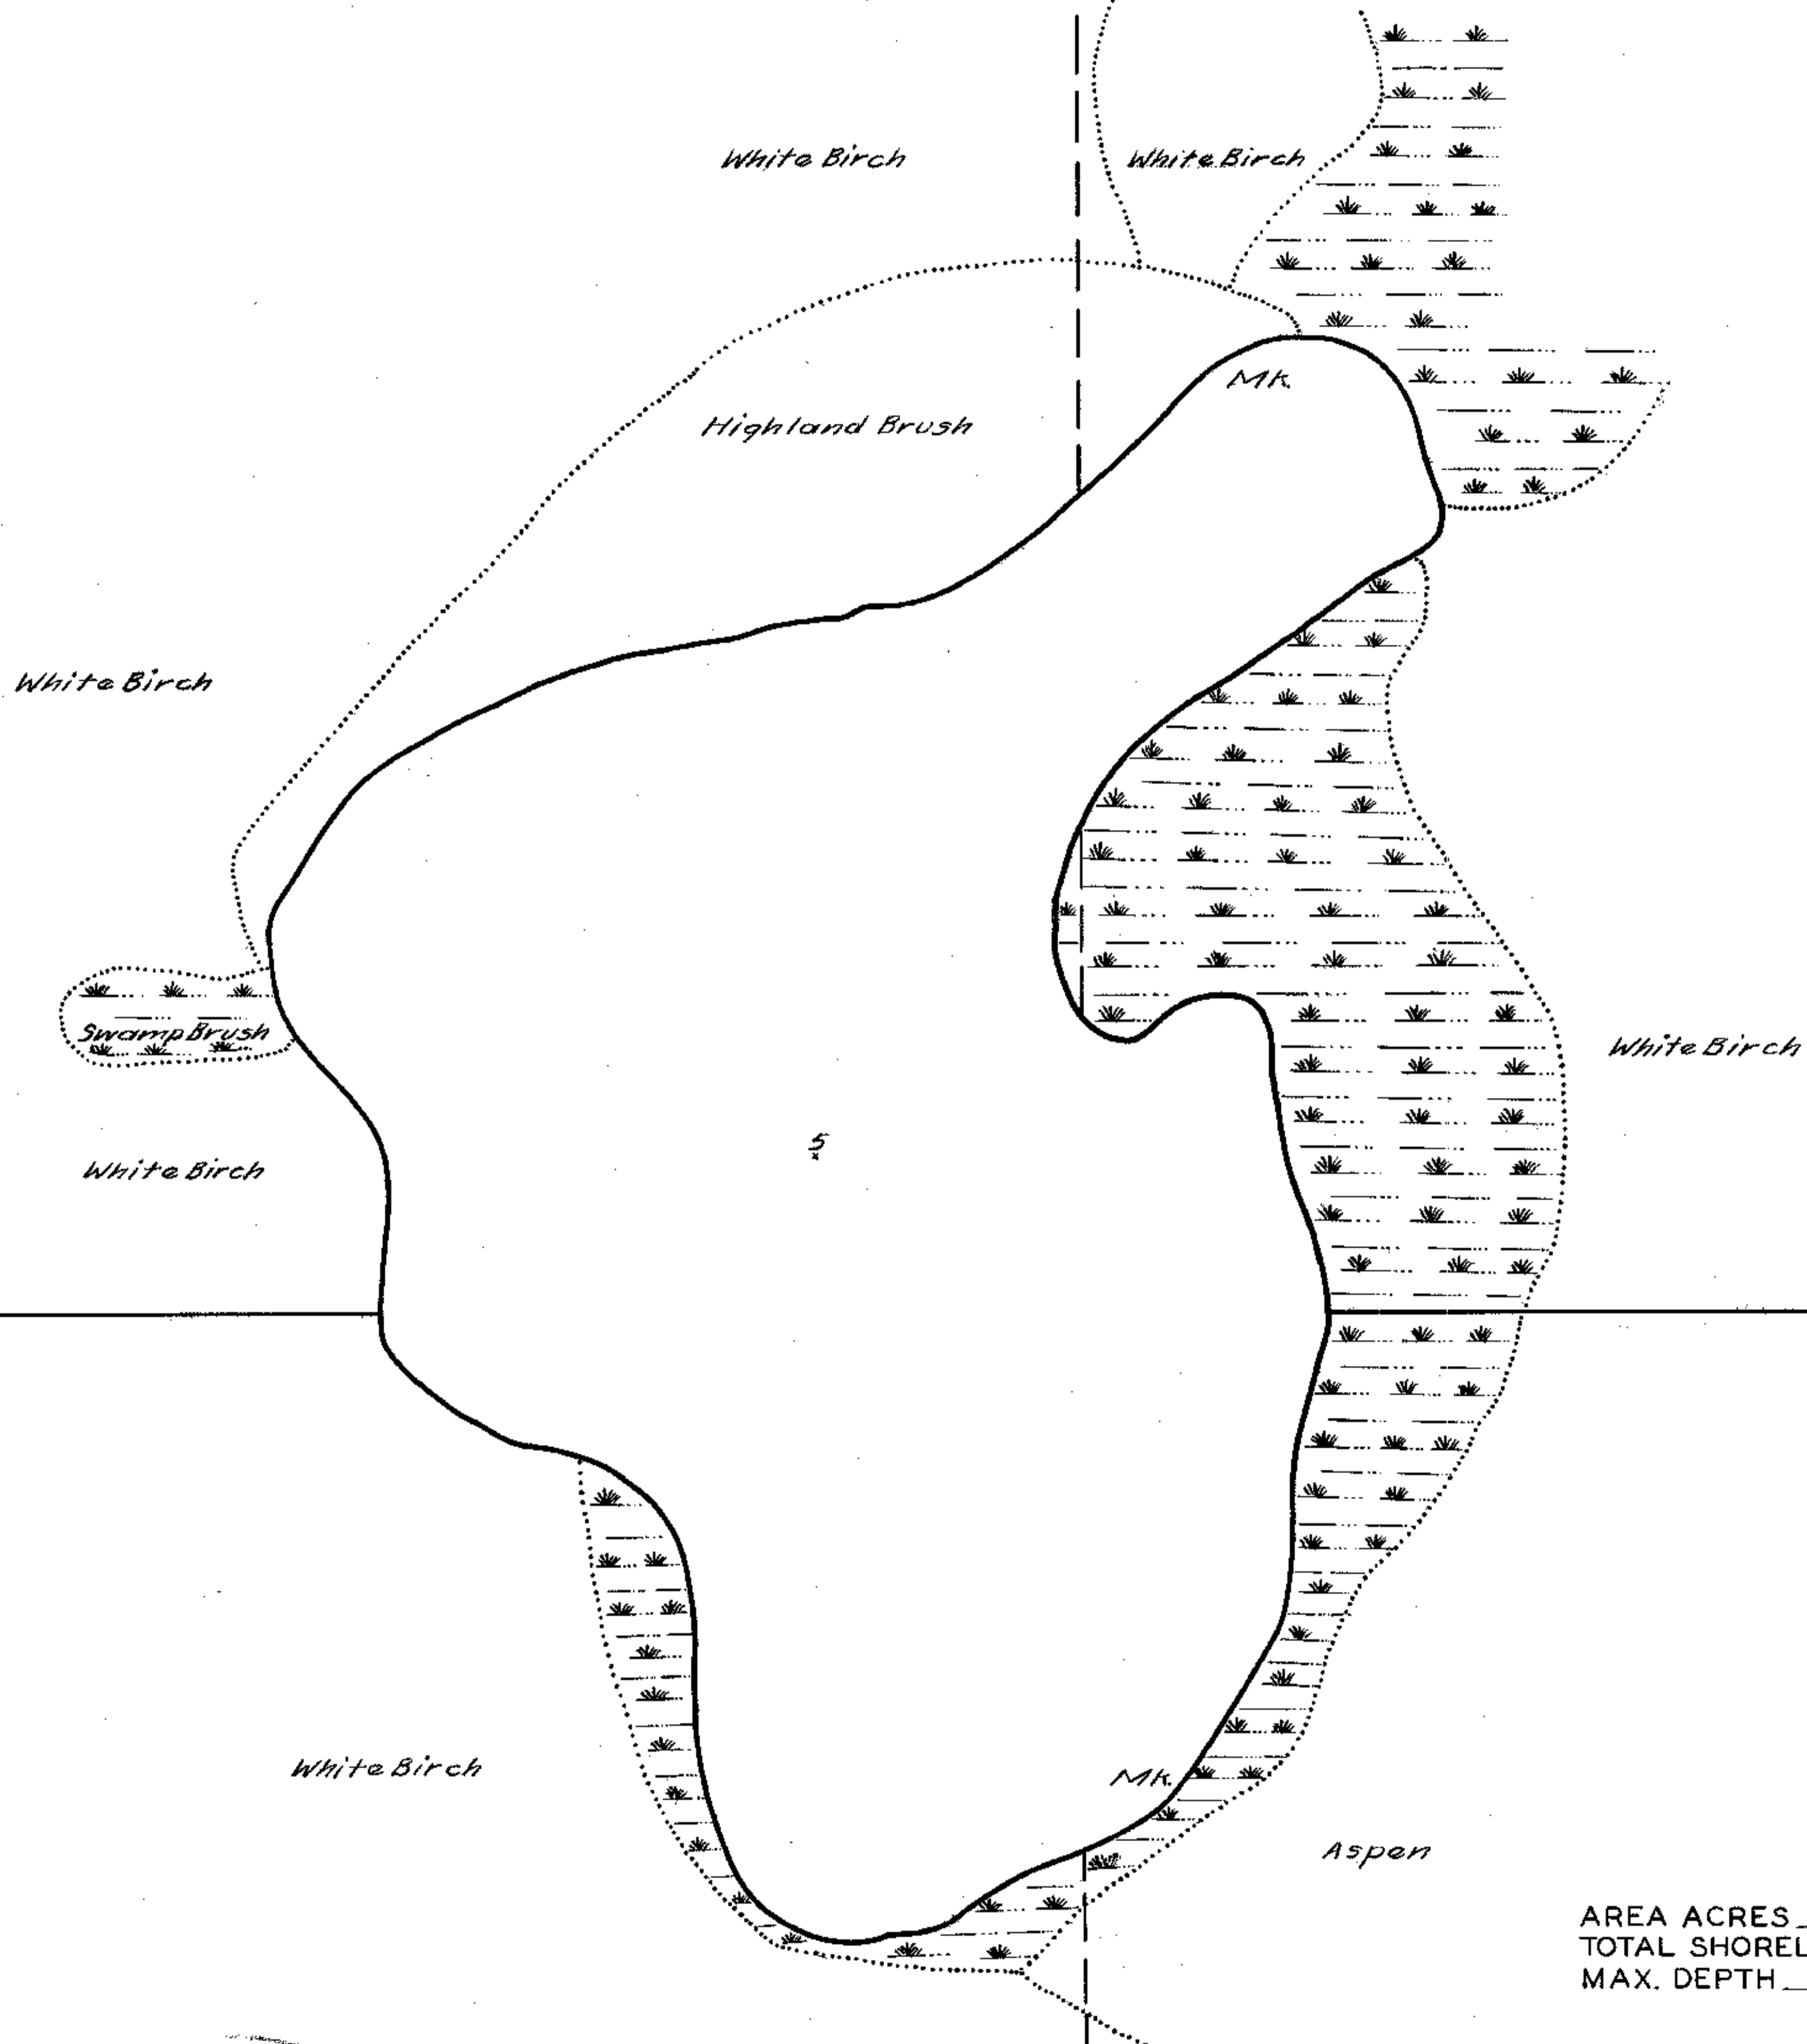 White Birch
White Birch
Mk.
Highland Brush
White Birch
Swamp Brush
White Birch
5
White Birch
White Birch
Mk.
Aspen
AREA ACRES
TOTAL SHOREL
MAX. DEPTH